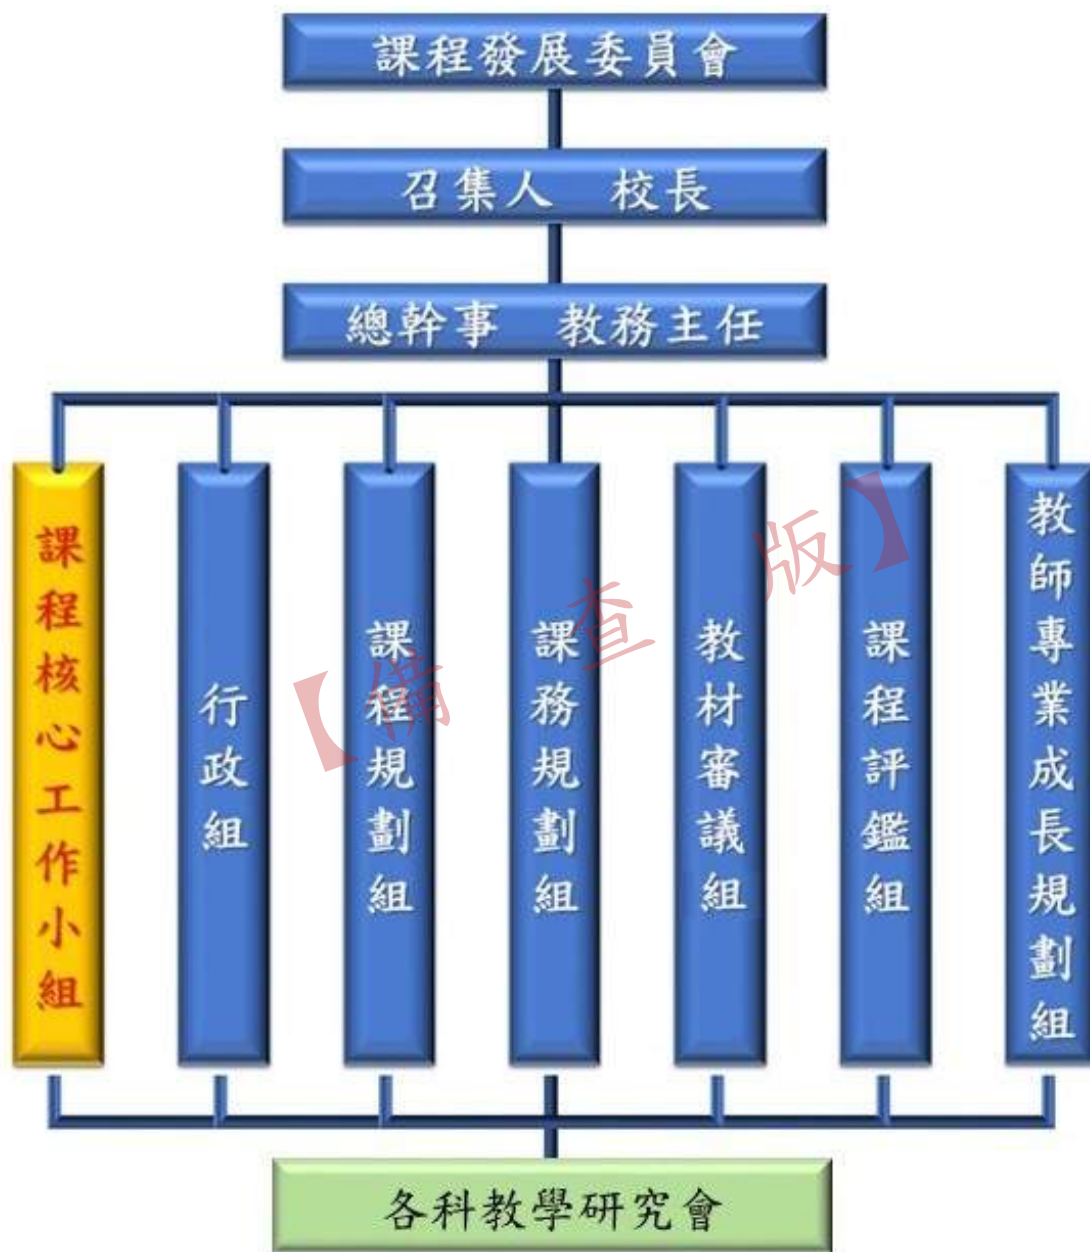 課程發展委員會
召集人　校長
總幹事　教務主任
課程核心工作小組
行政組
課程規劃組
課務規劃組
教材審議組
課程評鑑組
教師專業成長規劃組
【備查版】
各科教學研究會